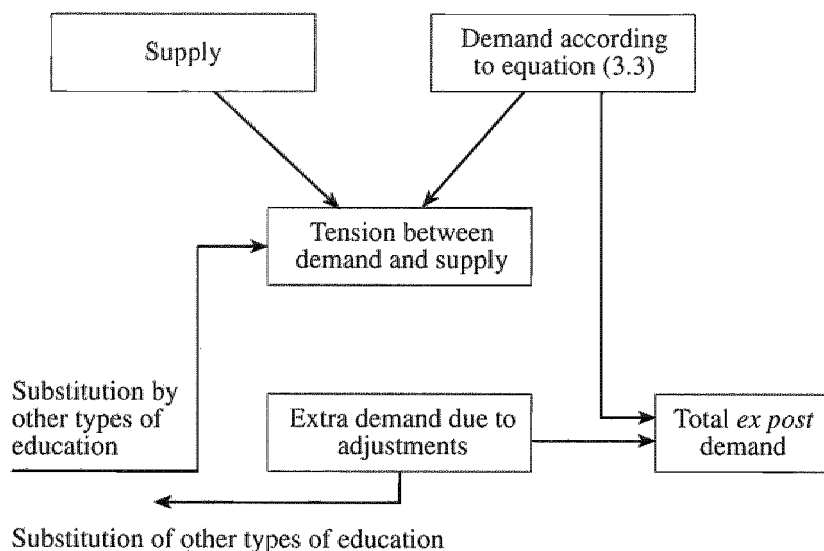 Supply
Demand according
to equation (3.3)
Tension between
demand and supply
Substitution by
other types of
education
Extra demand due to
adjustments
Total ex post
demand
Substitution of other types of education